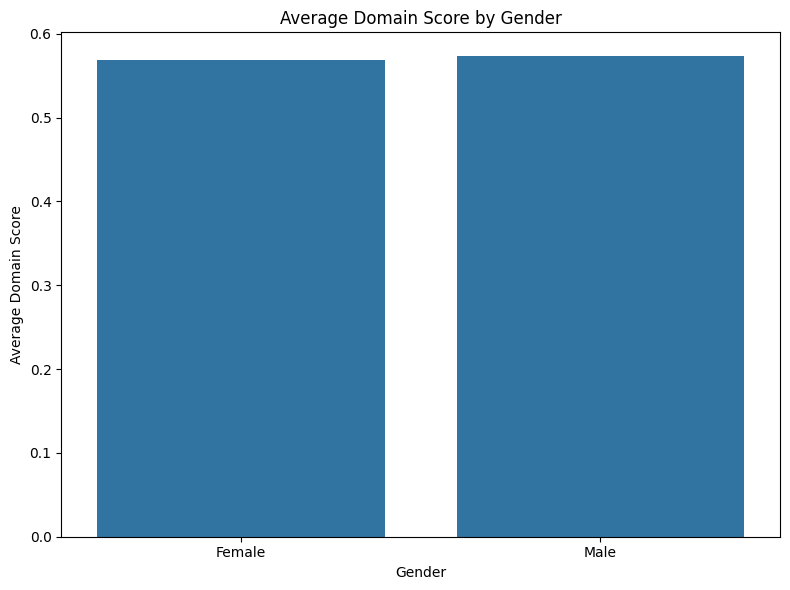 Average Domain Score by Gender
0.6
0.5
0.4
0.3
0.2
0.1
0.0
Average Domain Score
Female
Male
Gender